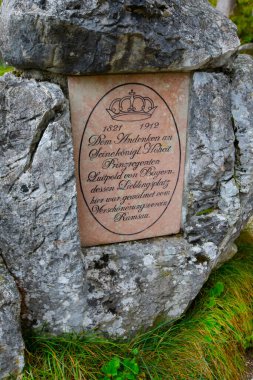 1821 1912
Dem Andenken an
Seine königl. Hoheit
Prinzregenten
Luitpold von Bayern
dessen Lieblingsplatz
hier war gewidmet vom
Verschönerungsverein
Ramsau